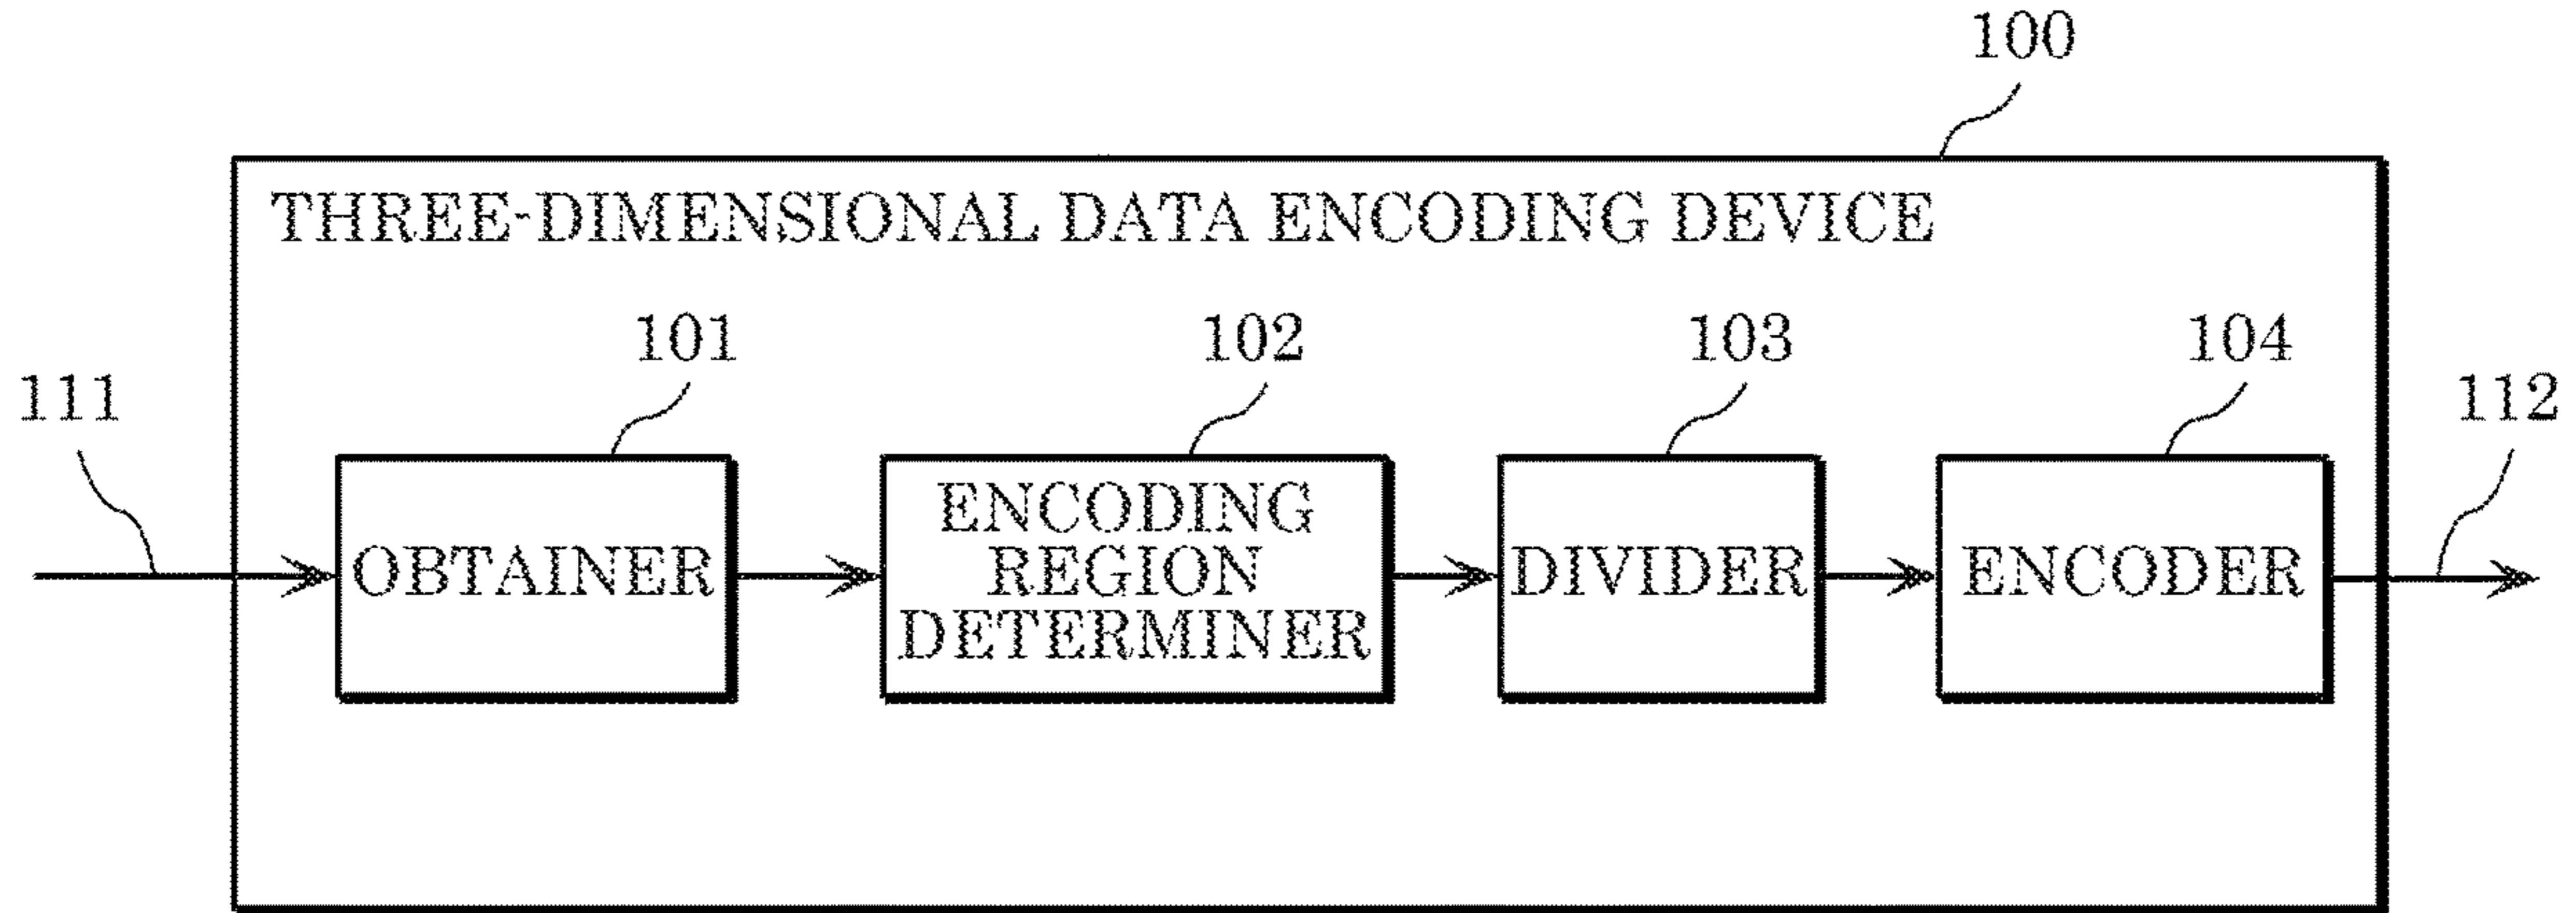 100
THREE-DIMENSIONAL DATA ENCODING DEVICE
101
102
103
104
111
112
OBTAINER
ENCODING
REGION
DETERMINER
DIVIDER
ENCODER